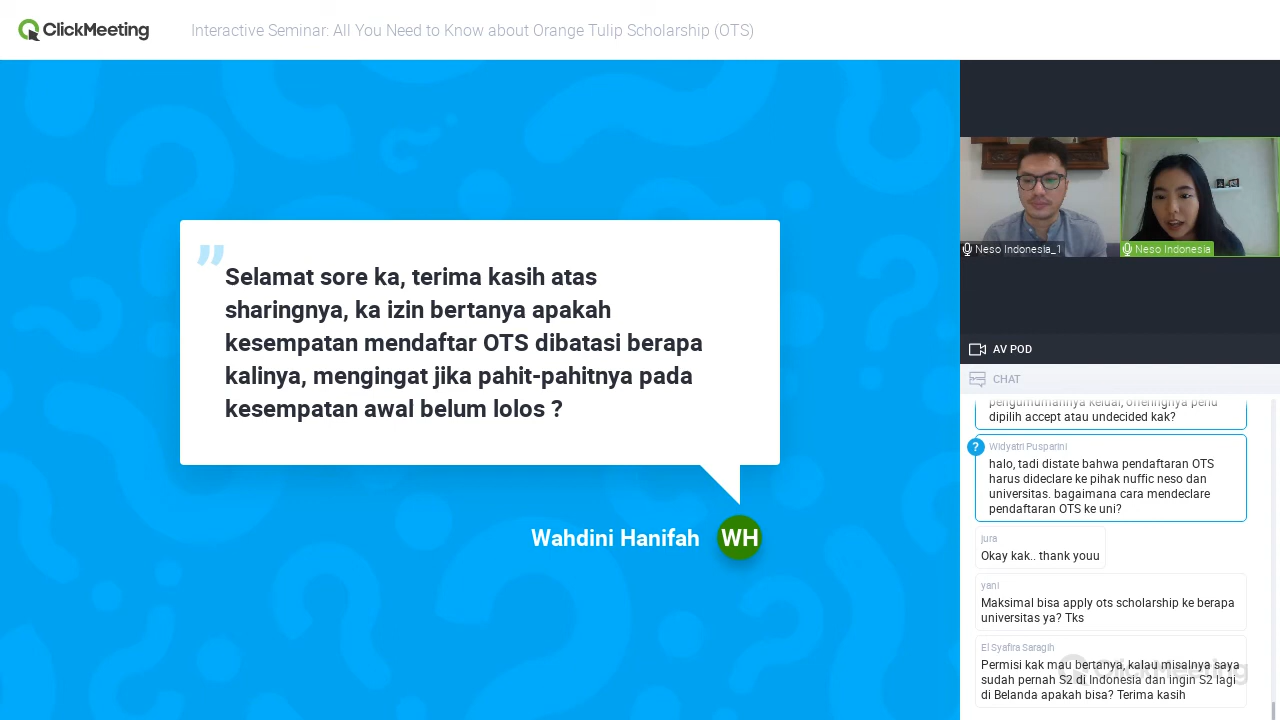 ClickMeeting
Interactive Seminar: All You Need to Know about Orange Tulip Scholarship (OTS)
Selamat sore ka, terima kasih atas
sharingnya, ka izin bertanya apakah
kesempatan mendaftar OTS dibatasi berapa
kalinya, mengingat jika pahit-pahitnya pada
kesempatan awal belum lolos ?
Wahdini Hanifah
WH
Neso Indonesia_1
Neso Indonesia
AV POD
CHAT
pengumumannya keluar, offeringnya perlu
dipilih accept atau undecided kak?
?
Widyatri Pusparini
halo, tadi distate bahwa pendaftaran OTS
harus dideclare ke pihak nuffic neso dan
universitas. bagaimana cara mendeclare
pendaftaran OTS ke uni?
jura
Okay kak.. thank youu
yani
Maksimal bisa apply ots scholarship ke berapa
universitas ya? Tks
El Syafira Saragih
Permisi kak mau bertanya, kalau misalnya saya
sudah pernah S2 di Indonesia dan ingin S2 lagi
di Belanda apakah bisa? Terima kasih
ClickMeeting